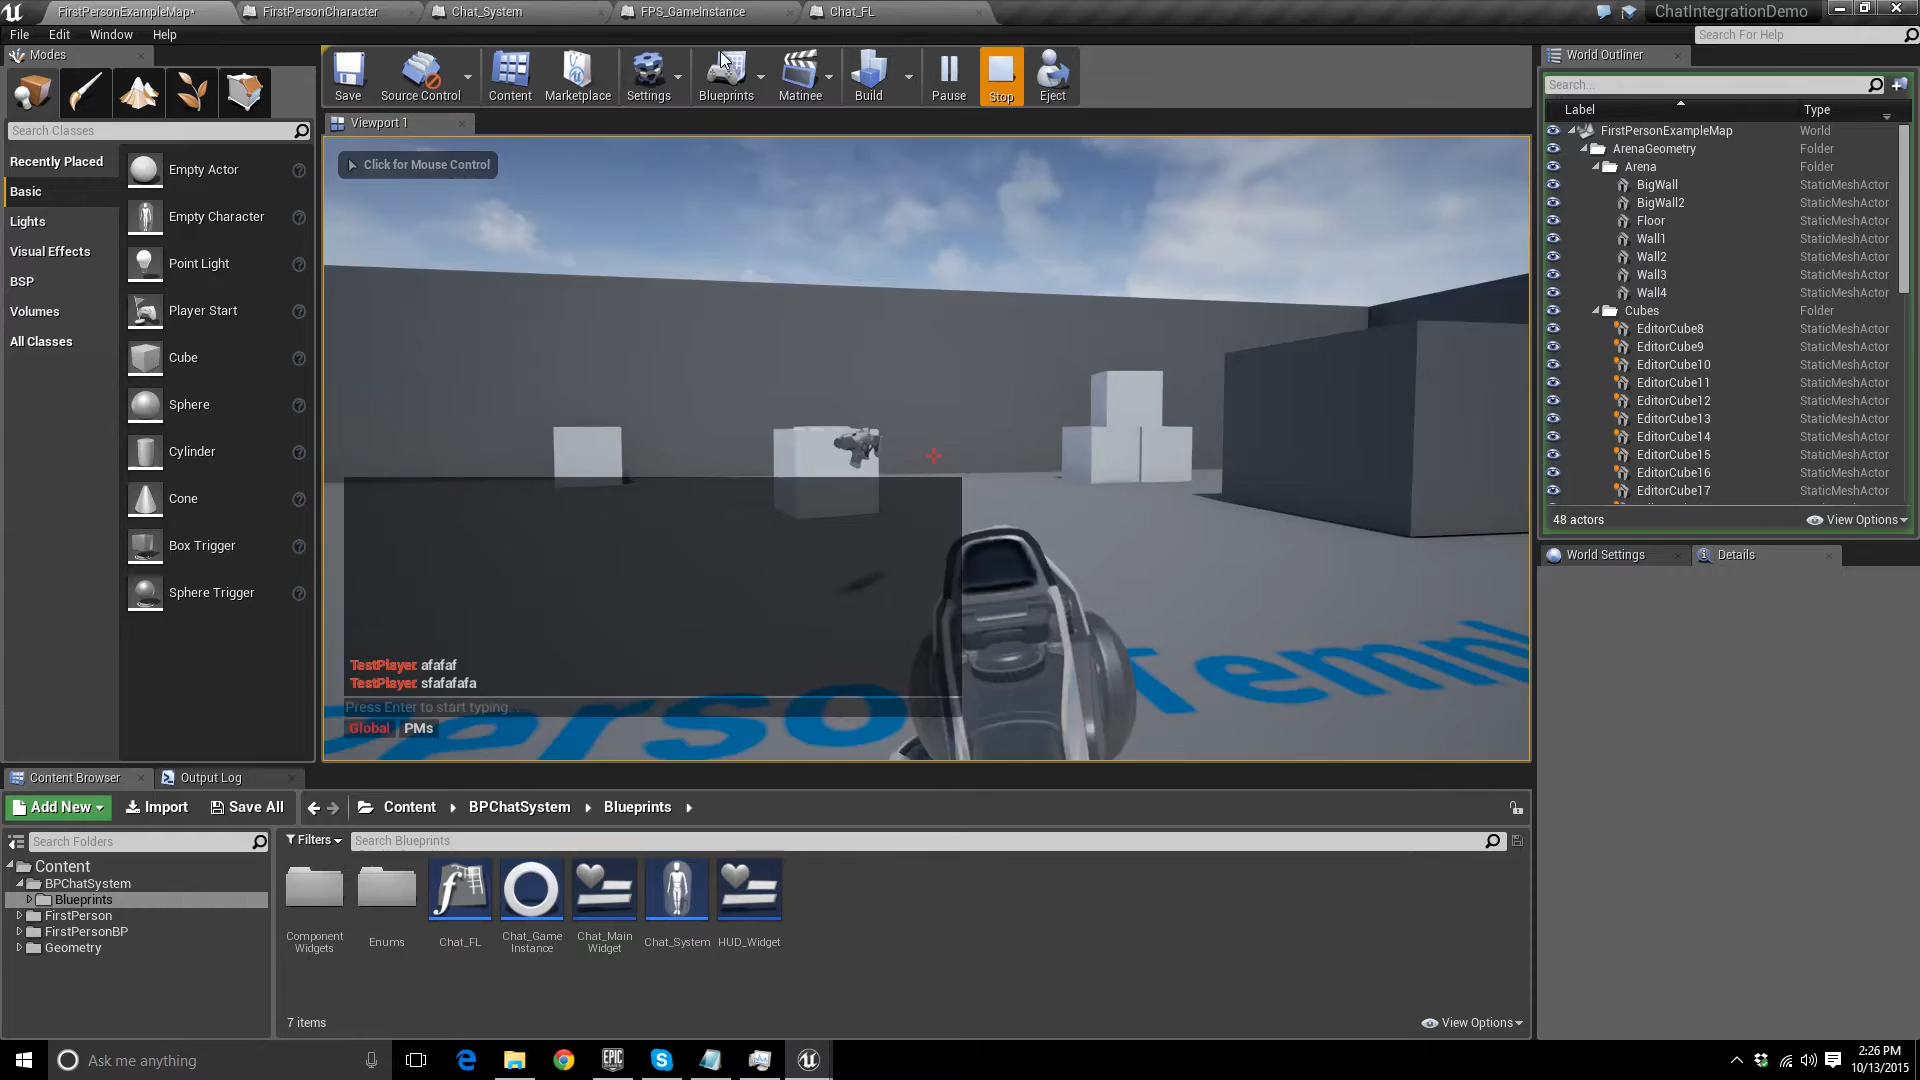 FirstPersonExampleMap*
FirstPersonCharacter
Chat_System
FPS_GameInstance
Chat_FL
ChatIntegrationDemo
File
Edit
Window
Help
Search For Help
Modes
Save
Source Control
Content
Marketplace
Settings
Blueprints
Matinee
Build
Pause
Stop
Eject
World Outliner
Search...
Label
Type
Viewport 1
Search Classes
Click for Mouse Control
Recently Placed
Basic
Lights
Visual Effects
BSP
Volumes
All Classes
Empty Actor
Empty Character
Point Light
Player Start
Cube
Sphere
Cylinder
Cone
Box Trigger
Sphere Trigger
FirstPersonExampleMap World
ArenaGeometry Folder
Arena Folder
BigWall StaticMeshActor
BigWall2 StaticMeshActor
Floor StaticMeshActor
Wall1 StaticMeshActor
Wall2 StaticMeshActor
Wall3 StaticMeshActor
Wall4 StaticMeshActor
Cubes Folder
EditorCube8 StaticMeshActor
EditorCube9 StaticMeshActor
EditorCube10 StaticMeshActor
EditorCube11 StaticMeshActor
EditorCube12 StaticMeshActor
EditorCube13 StaticMeshActor
EditorCube14 StaticMeshActor
EditorCube15 StaticMeshActor
EditorCube16 StaticMeshActor
EditorCube17 StaticMeshActor
48 actors
View Options
World Settings
Details
TestPlayer: afafaf
TestPlayer: sfafafafa
Press Enter to start typing...
Global PMs
Content Browser
Output Log
Add New
Import
Save All
Content
BPChatSystem
Blueprints
Search Folders
Filters
Search Blueprints
Content
BPChatSystem
Blueprints
FirstPerson
FirstPersonBP
Geometry
Component Widgets
Enums
Chat_FL
Chat_Game Instance
Chat_Main Widget
Chat_System
HUD_Widget
7 items
View Options
Ask me anything
EPIC GAMES
2:26 PM
10/13/2015